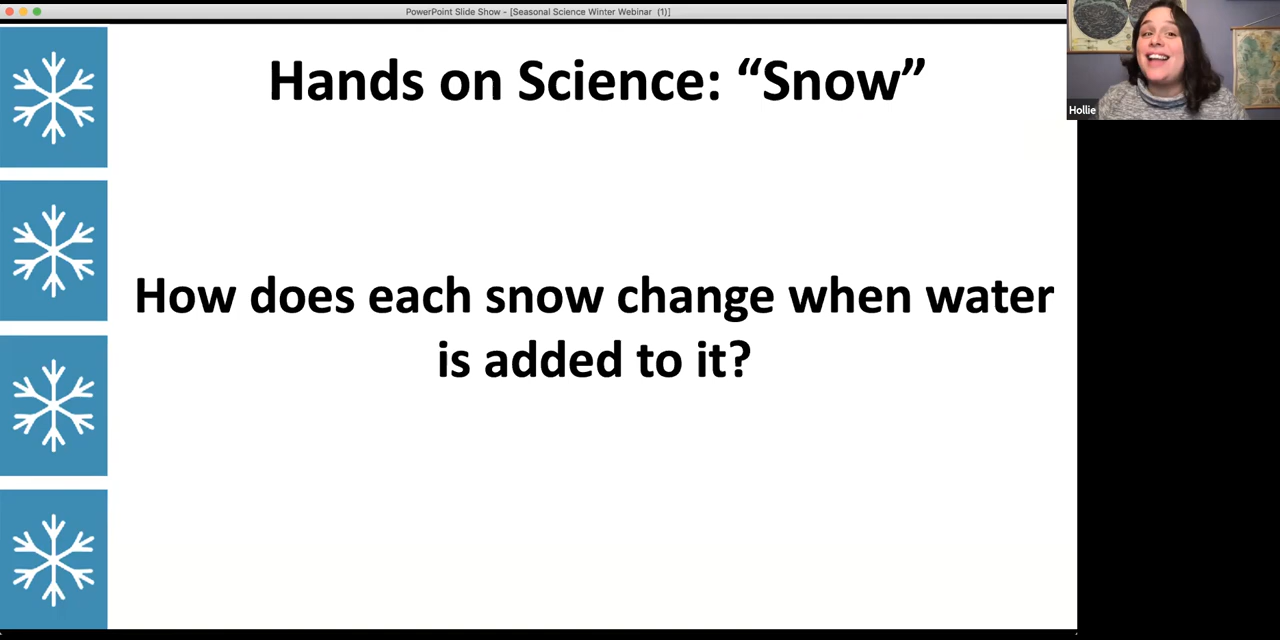 PowerPoint Slide Show - [Seasonal Science Winter Webinar (1)]
Hands on Science: “Snow”
Hollie
How does each snow change when water
is added to it?